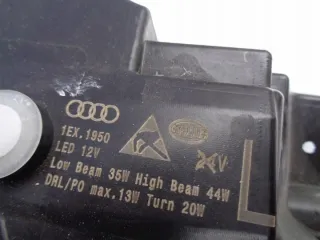 1EX.1950
LED 12V
Low Beam 35W High Beam 44W
DRL/PO max.13W Turn 20W
L